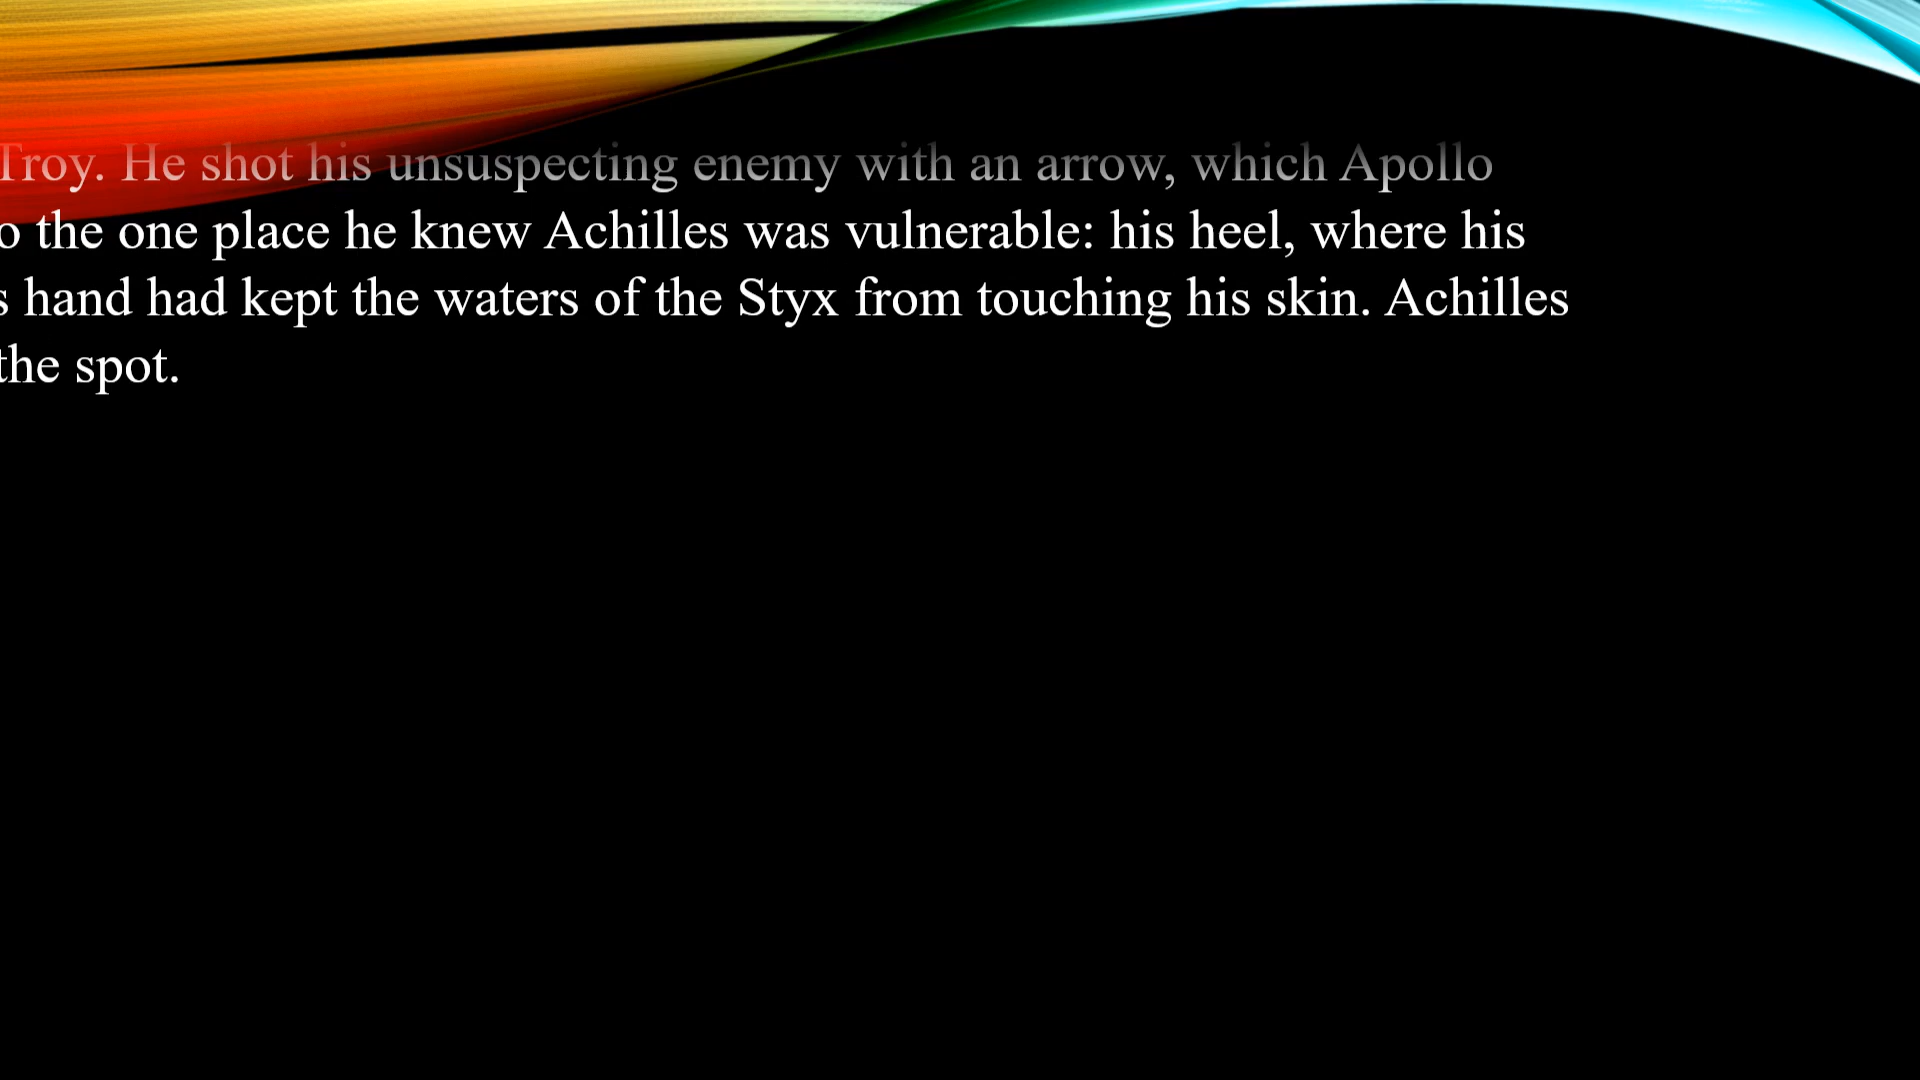 Troy. He shot his unsuspecting enemy with an arrow, which Apollo
the one place he knew Achilles was vulnerable: his heel, where his
hand had kept the waters of the Styx from touching his skin. Achilles
the spot.